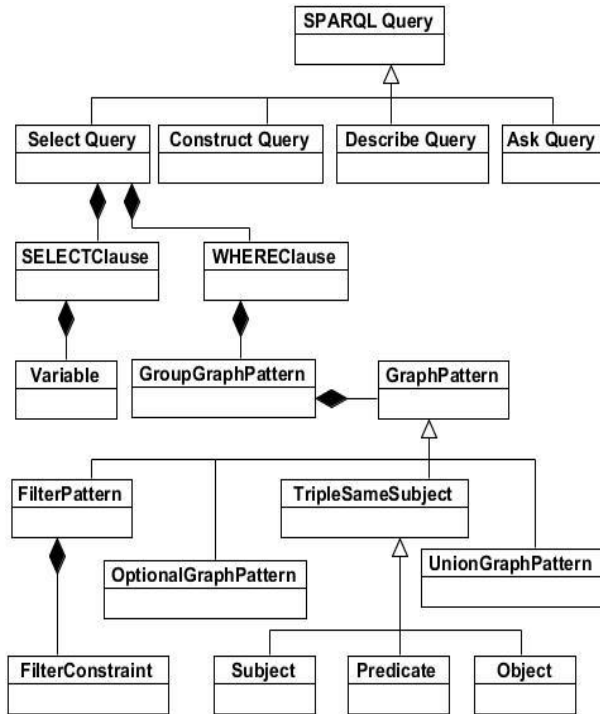 SPARQL Query
Select Query
Construct Query
Describe Query
Ask Query
SELECTClause
WHEREClause
Variable
GroupGraphPattern
GraphPattern
FilterPattern
TripleSameSubject
OptionalGraphPattern
UnionGraphPattern
FilterConstraint
Subject
Predicate
Object